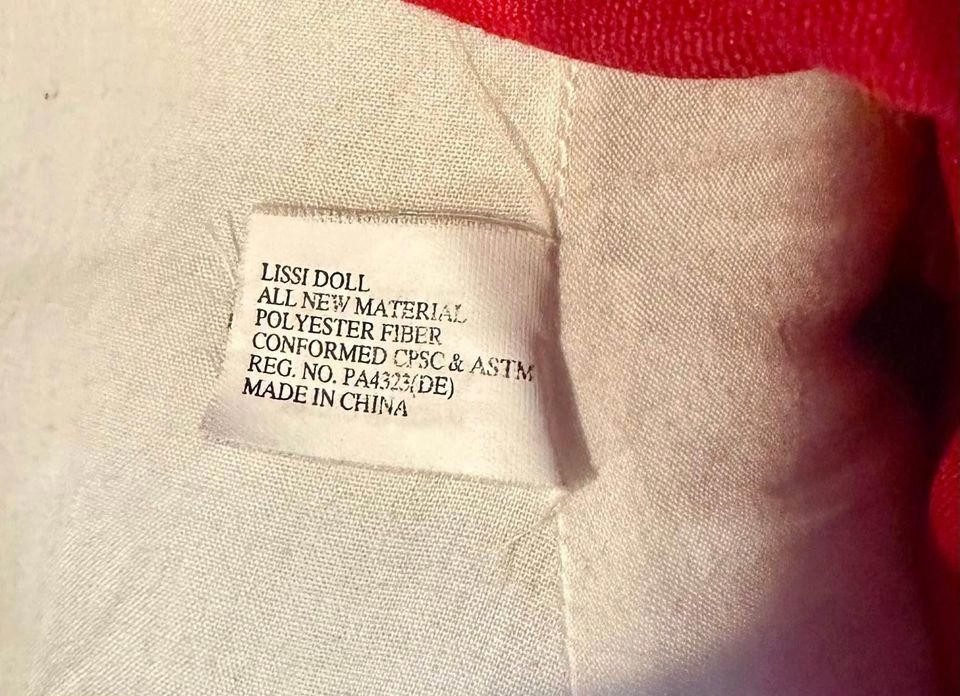 LISSI DOLL
ALL NEW MATERIAL
POLYESTER FIBER
CONFORMED CPSC & ASTM
REG. NO. PA4323(DE)
MADE IN CHINA